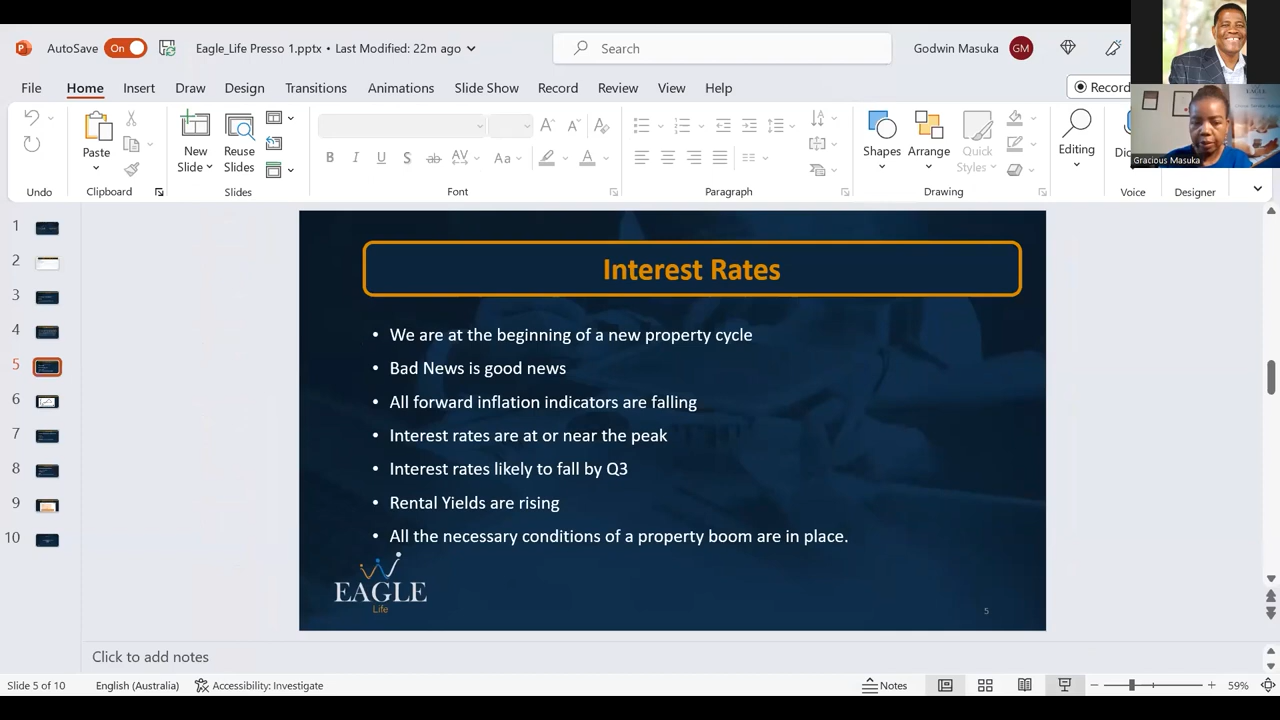 AutoSave On Eagle_Life Presso 1.pptx • Last Modified: 22m ago Search Godwin Masuka GM
File Home Insert Draw Design Transitions Animations Slide Show Record Review View Help Record
Paste New Slide Reuse Slides B I U S ab AV Aa A Shapes Arrange Quick Styles Editing
Gracious Masuka
Undo Clipboard Slides Font Paragraph Drawing Voice Designer
1
2
3
4
5
6
7
8
9
10
Interest Rates
• We are at the beginning of a new property cycle
• Bad News is good news
• All forward inflation indicators are falling
• Interest rates are at or near the peak
• Interest rates likely to fall by Q3
• Rental Yields are rising
• All the necessary conditions of a property boom are in place.
EAGLE
Life
5
Click to add notes
Slide 5 of 10 English (Australia) Accessibility: Investigate Notes 59%